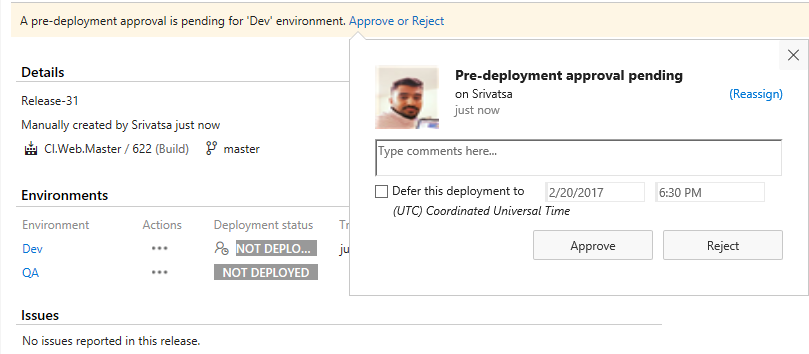 A pre-deployment approval is pending for 'Dev' environment. Approve or Reject
Pre-deployment approval pending
on Srivatsa
(Reassign)
just now
Type comments here...
Defer this deployment to 2/20/2017 6:30 PM
(UTC) Coordinated Universal Time
Approve Reject
Details
Release-31
Manually created by Srivatsa just now
CI.Web.Master / 622 (Build) master
Environments
Environment Actions Deployment status Tr
Dev ••• NOT DEPLO... ju
QA ••• NOT DEPLOYED
Issues
No issues reported in this release.